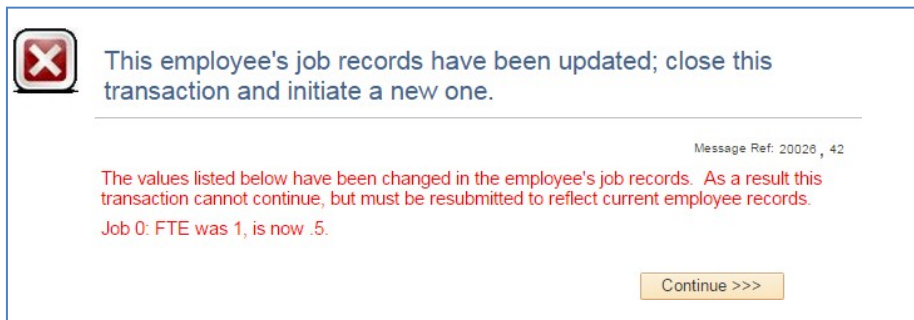 This employee's job records have been updated; close this
transaction and initiate a new one.
Message Ref: 20026 , 42
The values listed below have been changed in the employee's job records.  As a result this
transaction cannot continue, but must be resubmitted to reflect current employee records.
Job 0: FTE was 1, is now .5.
Continue >>>